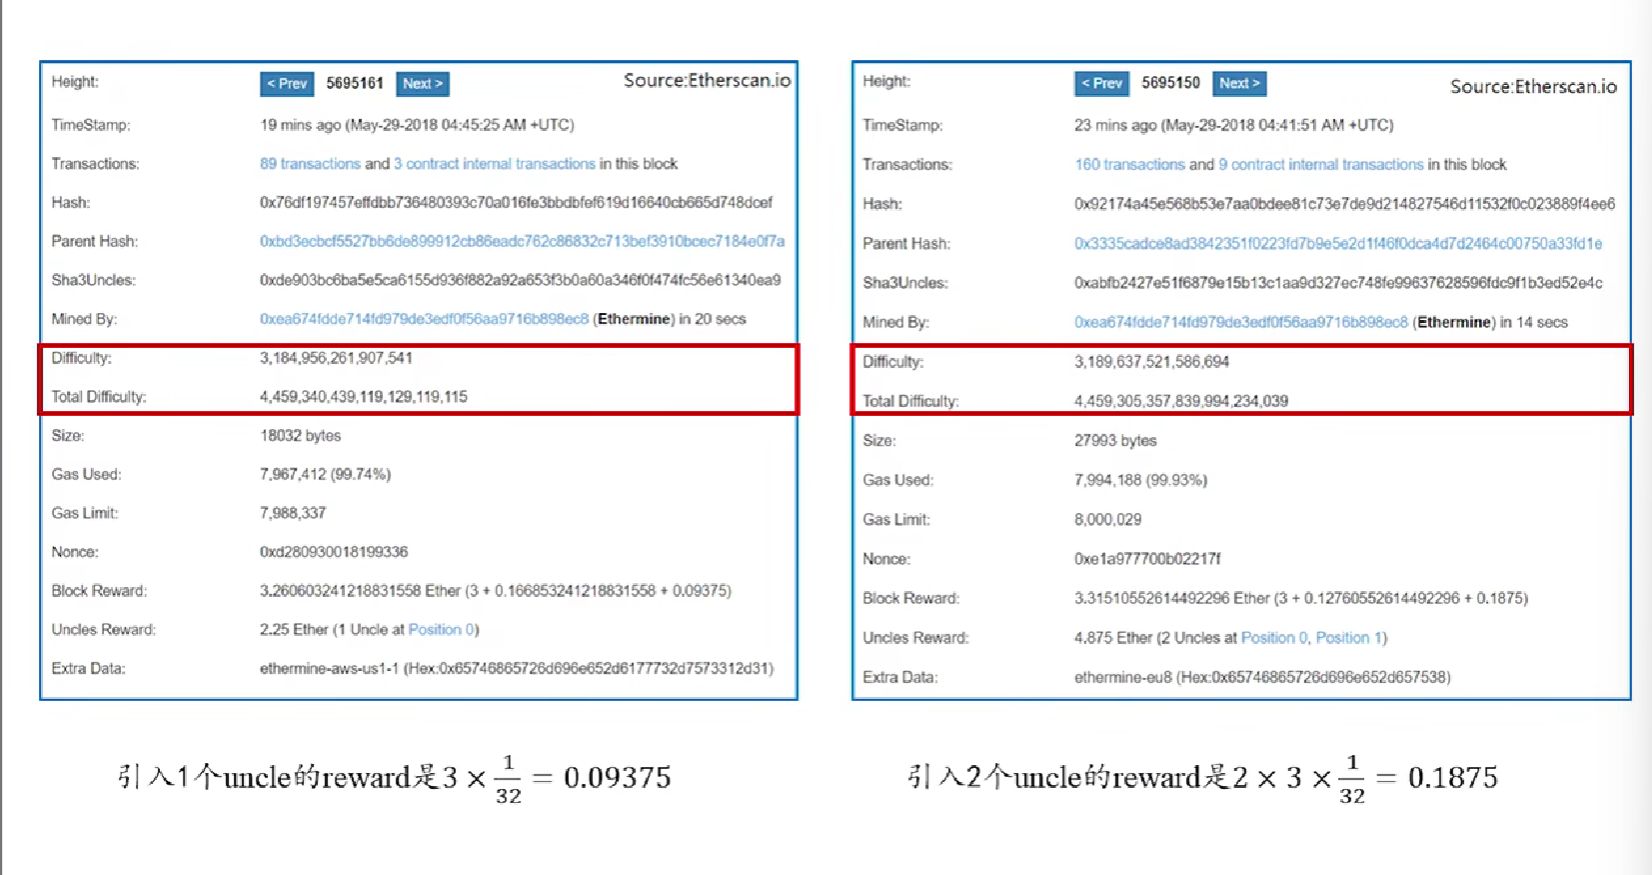 Height: < Prev 5695161 Next > Source:Etherscan.io
TimeStamp: 19 mins ago (May-29-2018 04:45:25 AM +UTC)
Transactions: 89 transactions and 3 contract internal transactions in this block
Hash: 0x76df197457effdbb736480393c70a016fe3bbdbfef619d16640cb665d748dcef
Parent Hash: 0xbd3ecbcf5527bb6de899912cb86eadc762c86832c713bef3910bcec7184e0f7a
Sha3Uncles: 0xde903bc6ba5e5ca6155d936f882a92a653f3b0a60a346f0f474fc56e61340ea9
Mined By: 0xea674fdde714fd979de3edf0f56aa9716b898ec8 (Ethermine) in 20 secs
Difficulty: 3,184,956,261,907,541
Total Difficulty: 4,459,340,439,119,129,119,115
Size: 18032 bytes
Gas Used: 7,967,412 (99.74%)
Gas Limit: 7,988,337
Nonce: 0xd280930018199336
Block Reward: 3.260603241218831558 Ether (3 + 0.166853241218831558 + 0.09375)
Uncles Reward: 2.25 Ether (1 Uncle at Position 0)
Extra Data: ethermine-aws-us1-1 (Hex:0x65746865726d696e652d6177732d7573312d31)
引入1个uncle的reward是3 × 1/32 = 0.09375
Height: < Prev 5695150 Next > Source:Etherscan.io
TimeStamp: 23 mins ago (May-29-2018 04:41:51 AM +UTC)
Transactions: 160 transactions and 9 contract internal transactions in this block
Hash: 0x92174a45e568b53e7aa0bdee81c73e7de9d214827546d11532f0c023889f4ee6
Parent Hash: 0x3335cadce8ad3842351f0223fd7b9e5e2d1f46f0dca4d7d2464c00750a33fd1e
Sha3Uncles: 0xabfb2427e51f6879e15b13c1aa9d327ec748fe99637628596fdc9f1b3ed52e4c
Mined By: 0xea674fdde714fd979de3edf0f56aa9716b898ec8 (Ethermine) in 14 secs
Difficulty: 3,189,637,521,586,694
Total Difficulty: 4,459,305,357,839,994,234,039
Size: 27993 bytes
Gas Used: 7,994,188 (99.93%)
Gas Limit: 8,000,029
Nonce: 0xe1a977700b02217f
Block Reward: 3.31510552614492296 Ether (3 + 0.12760552614492296 + 0.1875)
Uncles Reward: 4.875 Ether (2 Uncles at Position 0, Position 1)
Extra Data: ethermine-eu8 (Hex:0x65746865726d696e652d657538)
引入2个uncle的reward是2 × 3 × 1/32 = 0.1875